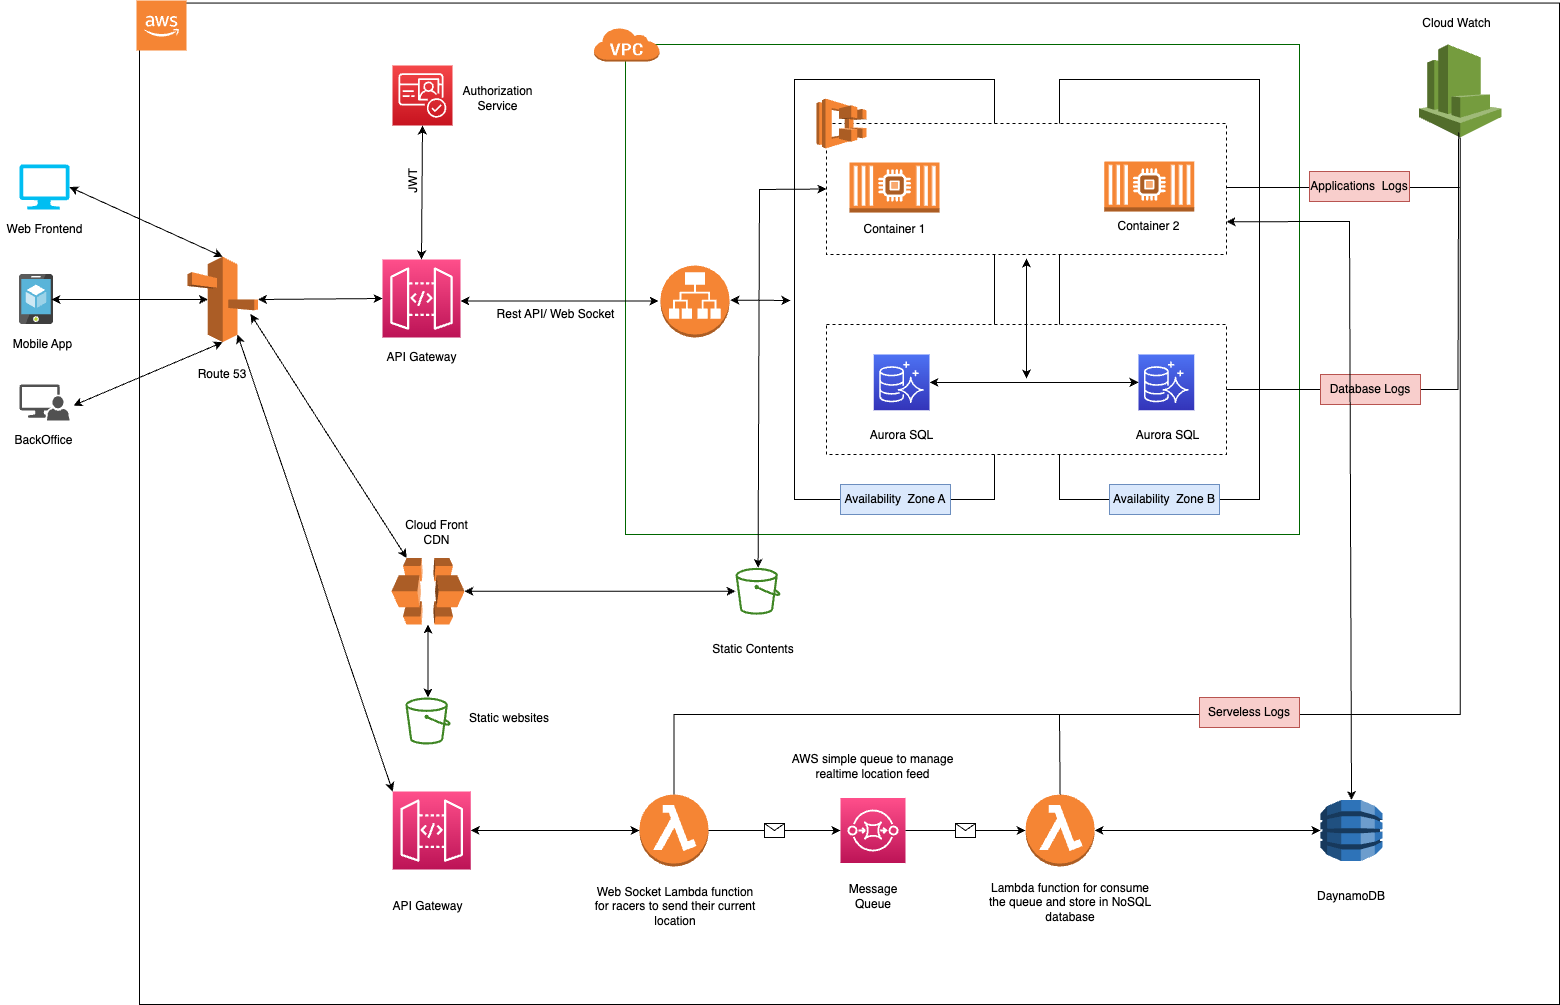 aws
VPC
Cloud Watch
Authorization
Service
JWT
Web Frontend
Mobile App
BackOffice
Route 53
API Gateway
Rest API/ Web Socket
Container 1
Container 2
Applications  Logs
Aurora SQL
Aurora SQL
Database Logs
Availability  Zone A
Availability  Zone B
Cloud Front
CDN
Static Contents
Static websites
Serveless Logs
AWS simple queue to manage
realtime location feed
API Gateway
Web Socket Lambda function
for racers to send their current
location
Message
Queue
Lambda function for consume
the queue and store in NoSQL
database
DaynamoDB